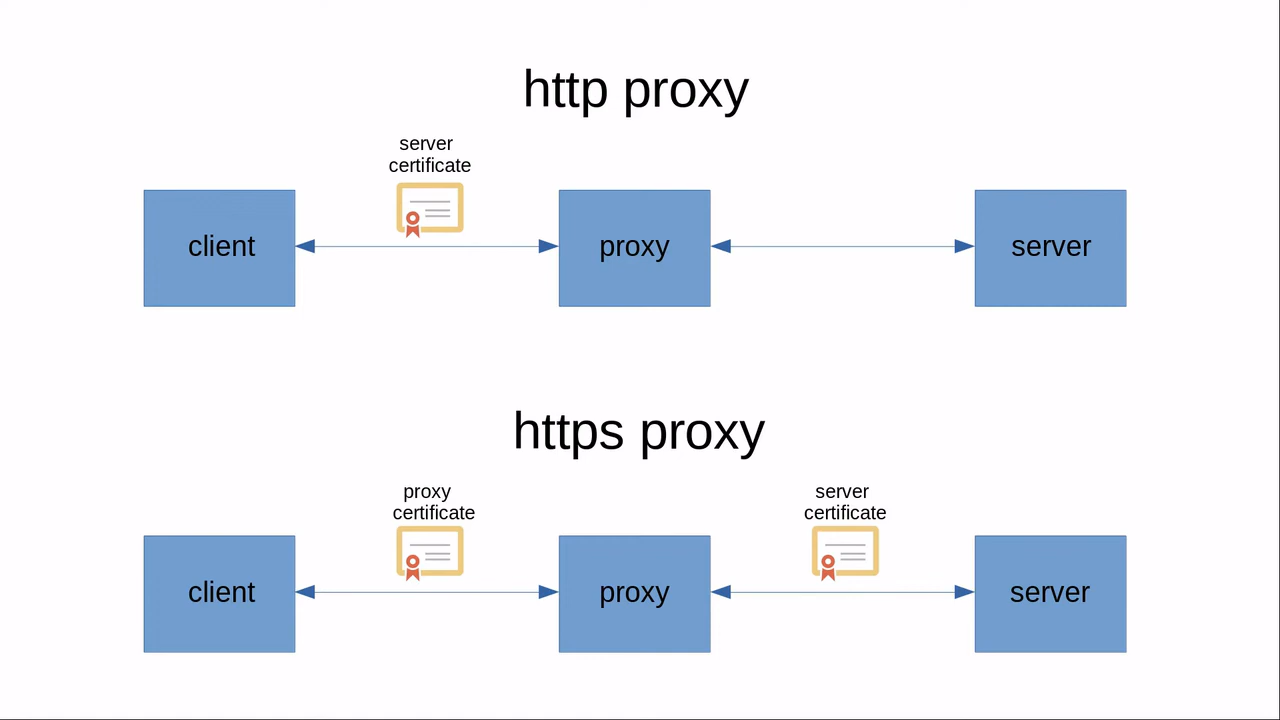 http proxy
server
certificate
client
proxy
server
https proxy
proxy
certificate
server
certificate
client
proxy
server